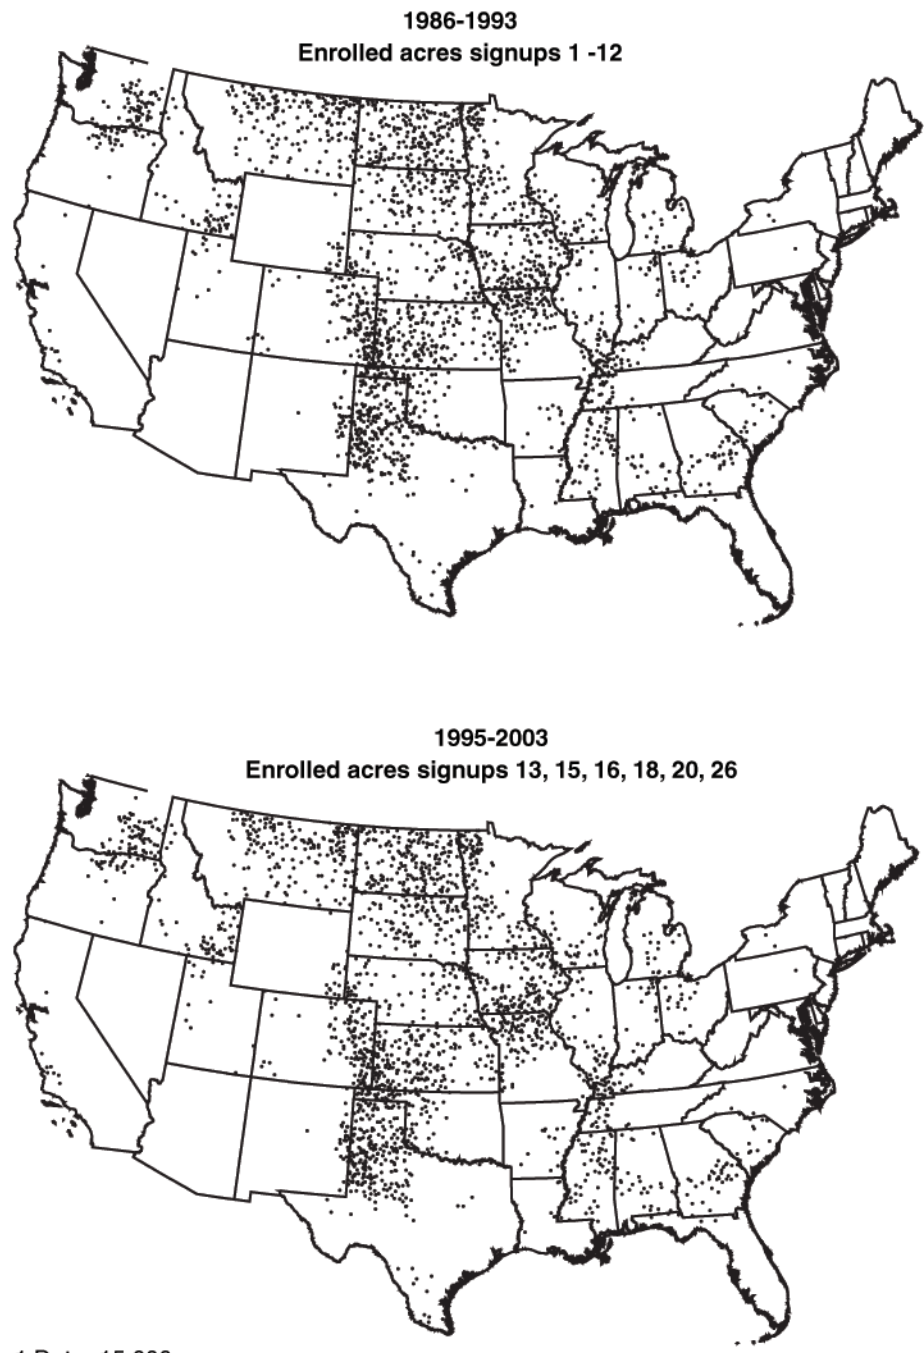 1986-1993
Enrolled acres signups 1 -12
1995-2003
Enrolled acres signups 13, 15, 16, 18, 20, 26